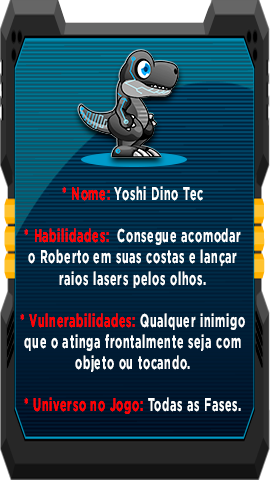 * Nome: Yoshi Dino Tec
* Habilidades: Consegue acomodar
o Roberto em suas costas e lançar
raios lasers pelos olhos.
* Vulnerabilidades: Qualquer inimigo
que o atinga frontalmente seja com
objeto ou tocando.
* Universo no Jogo: Todas as Fases.